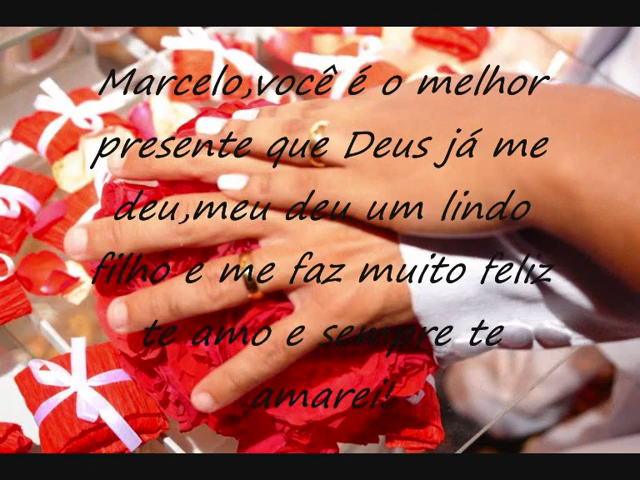 Marcelo,você é o melhor
presente que Deus já me
deu,meu deu um lindo
filho e me faz muito feliz
te amo e sempre te
amarei!